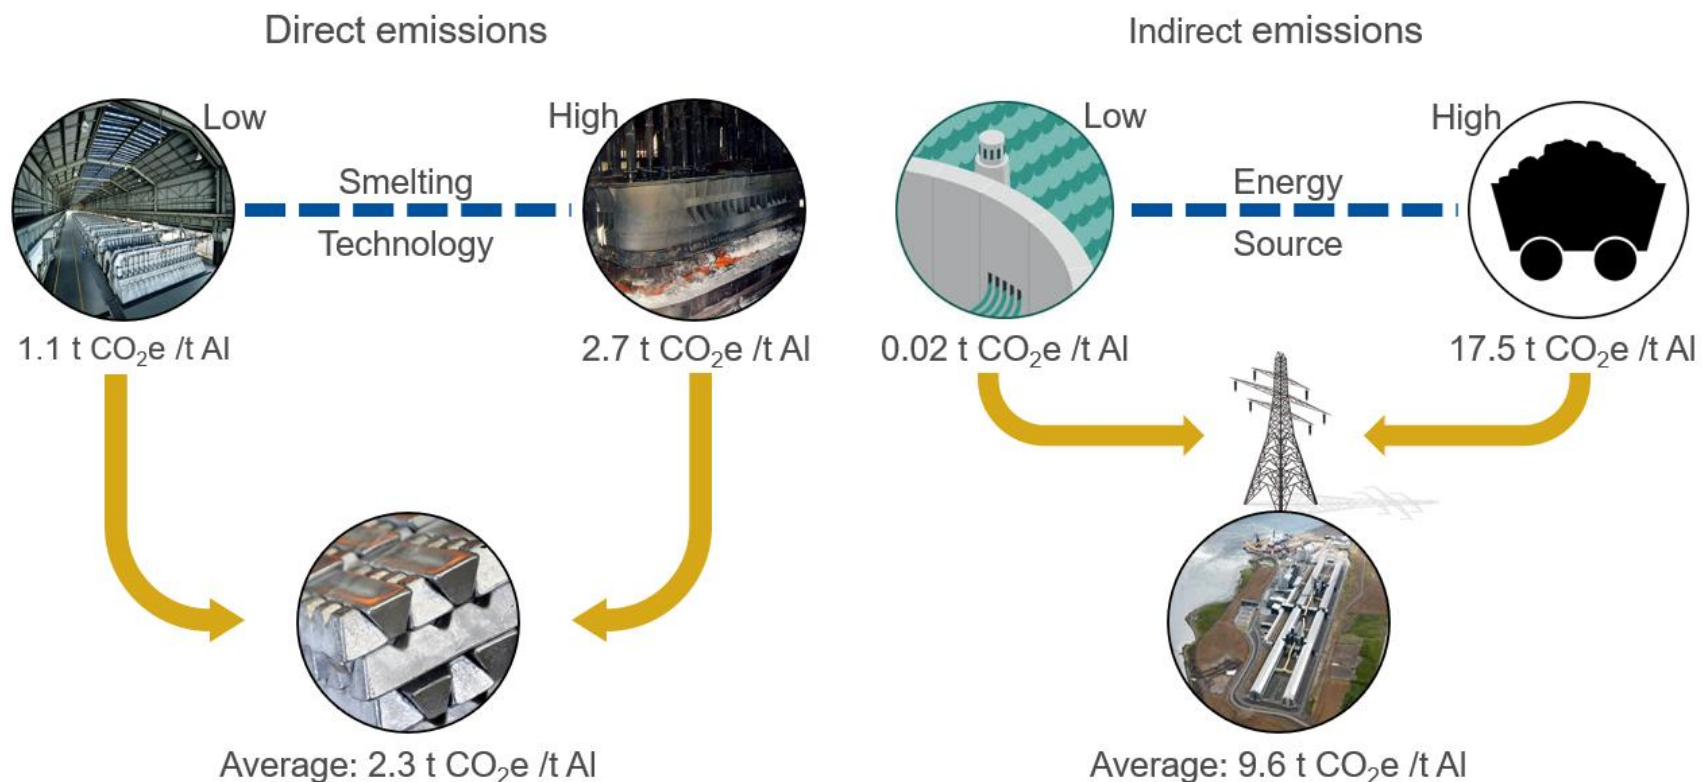 Direct emissions
Low
High
Smelting
Technology
1.1 t CO₂e /t Al
2.7 t CO₂e /t Al
Average: 2.3 t CO₂e /t Al
Indirect emissions
Low
High
Energy
Source
0.02 t CO₂e /t Al
17.5 t CO₂e /t Al
Average: 9.6 t CO₂e /t Al